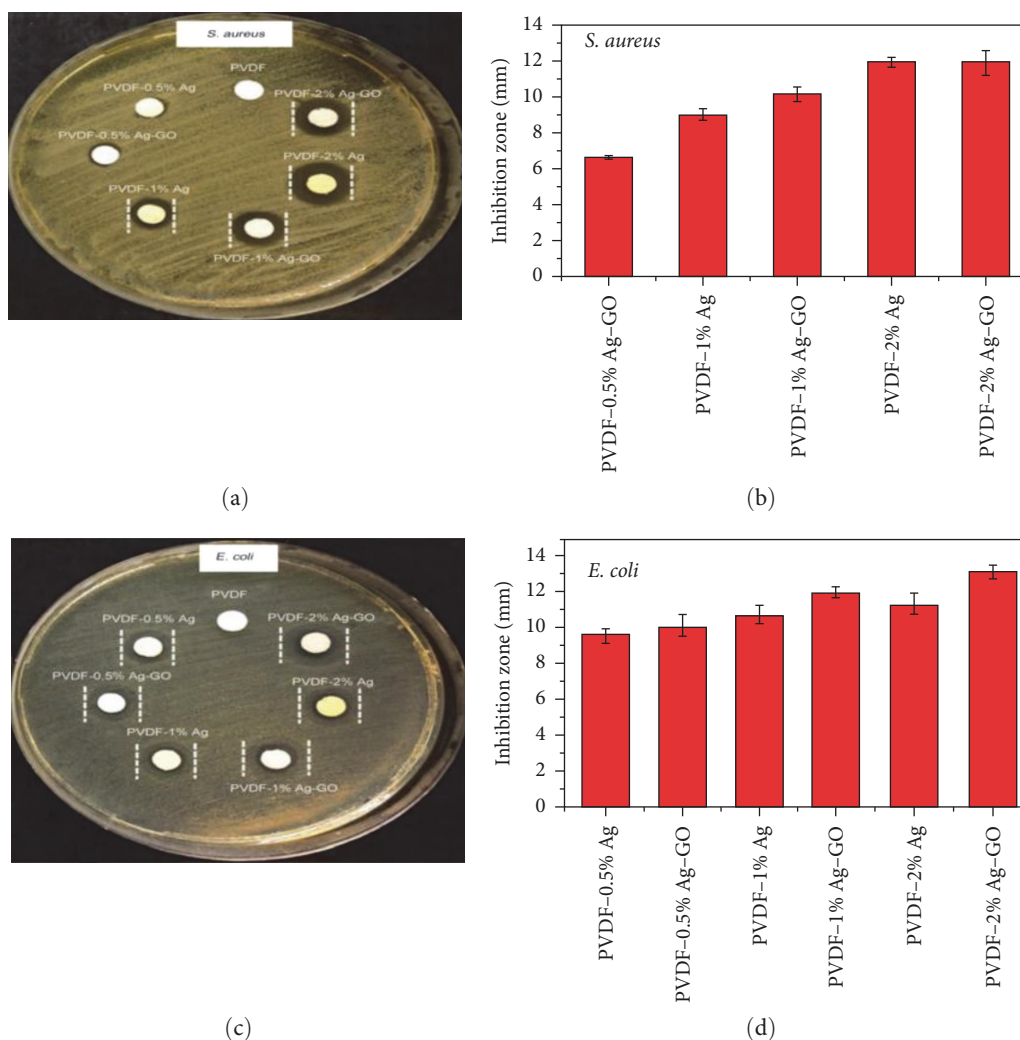 S. aureus
PVDF
PVDF-0.5% Ag
PVDF-2% Ag-GO
PVDF-0.5% Ag-GO
PVDF-2% Ag
PVDF-1% Ag
PVDF-1% Ag-GO
(a)
S. aureus
Inhibition zone (mm)
14
12
10
8
6
4
2
0
PVDF–0.5% Ag–GO
PVDF–1% Ag
PVDF–1% Ag–GO
PVDF–2% Ag
PVDF–2% Ag–GO
(b)
E. coli
PVDF
PVDF-0.5% Ag
PVDF-2% Ag-GO
PVDF-0.5% Ag-GO
PVDF-2% Ag
PVDF-1% Ag
PVDF-1% Ag-GO
(c)
E. coli
Inhibition zone (mm)
14
12
10
8
6
4
2
0
PVDF–0.5% Ag
PVDF–0.5% Ag–GO
PVDF–1% Ag
PVDF–1% Ag–GO
PVDF–2% Ag
PVDF–2% Ag–GO
(d)